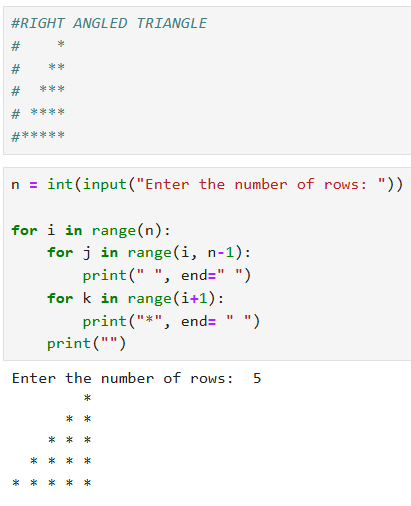 #RIGHT ANGLED TRIANGLE
#    *
#   **
#  ***
# ****
#*****
n = int(input("Enter the number of rows: "))
for i in range(n):
    for j in range(i, n-1):
        print(" ", end=" ")
    for k in range(i+1):
        print("*", end= " ")
    print("")
Enter the number of rows:  5
        *
      * *
    * * *
  * * * *
* * * * *